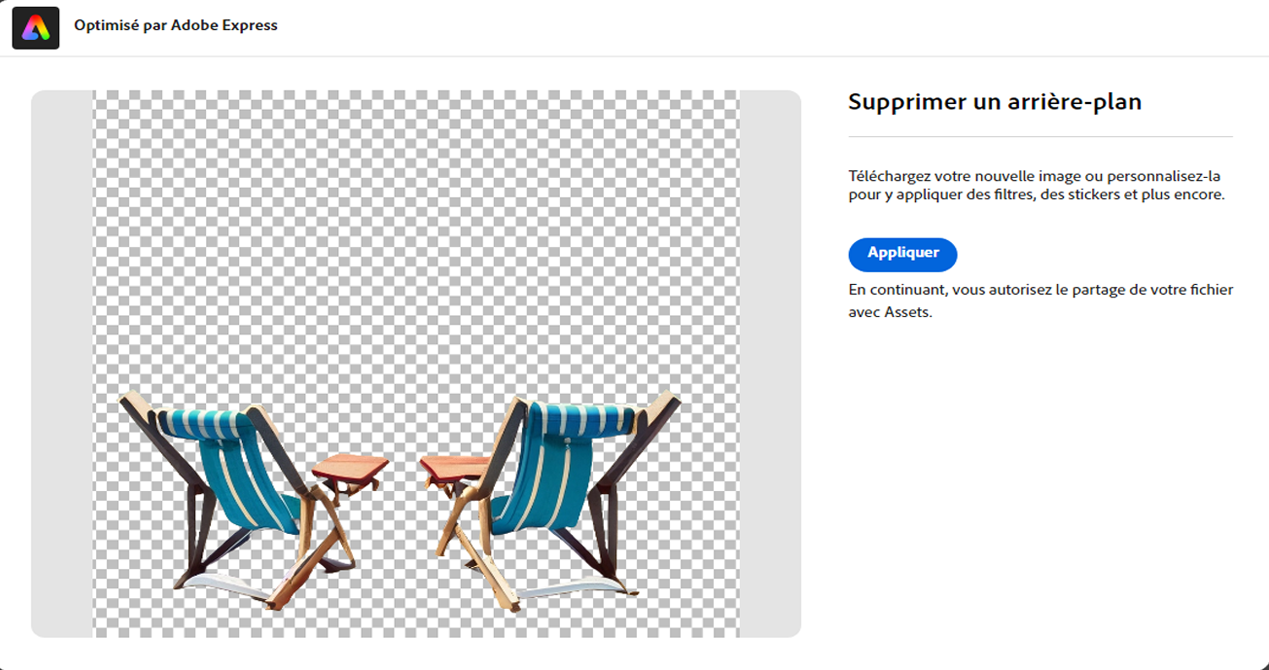 Optimisé par Adobe Express
Supprimer un arrière-plan
Téléchargez votre nouvelle image ou personnalisez-la
pour y appliquer des filtres, des stickers et plus encore.
Appliquer
En continuant, vous autorisez le partage de votre fichier
avec Assets.